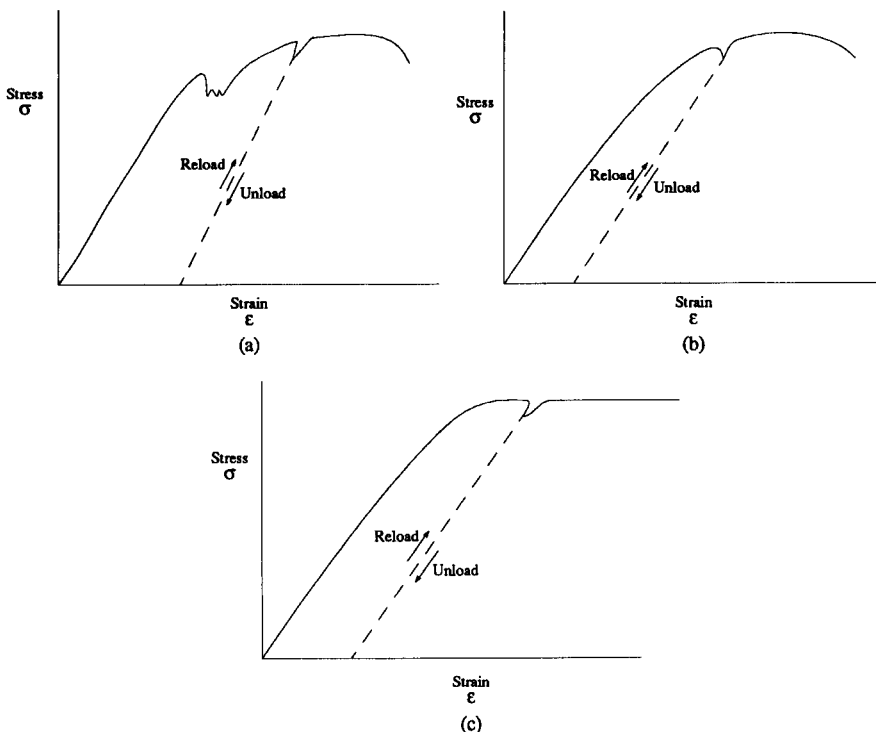 Stress
σ
Reload
Unload
Strain
ε
(a)
Stress
σ
Reload
Unload
Strain
ε
(b)
Stress
σ
Reload
Unload
Strain
ε
(c)